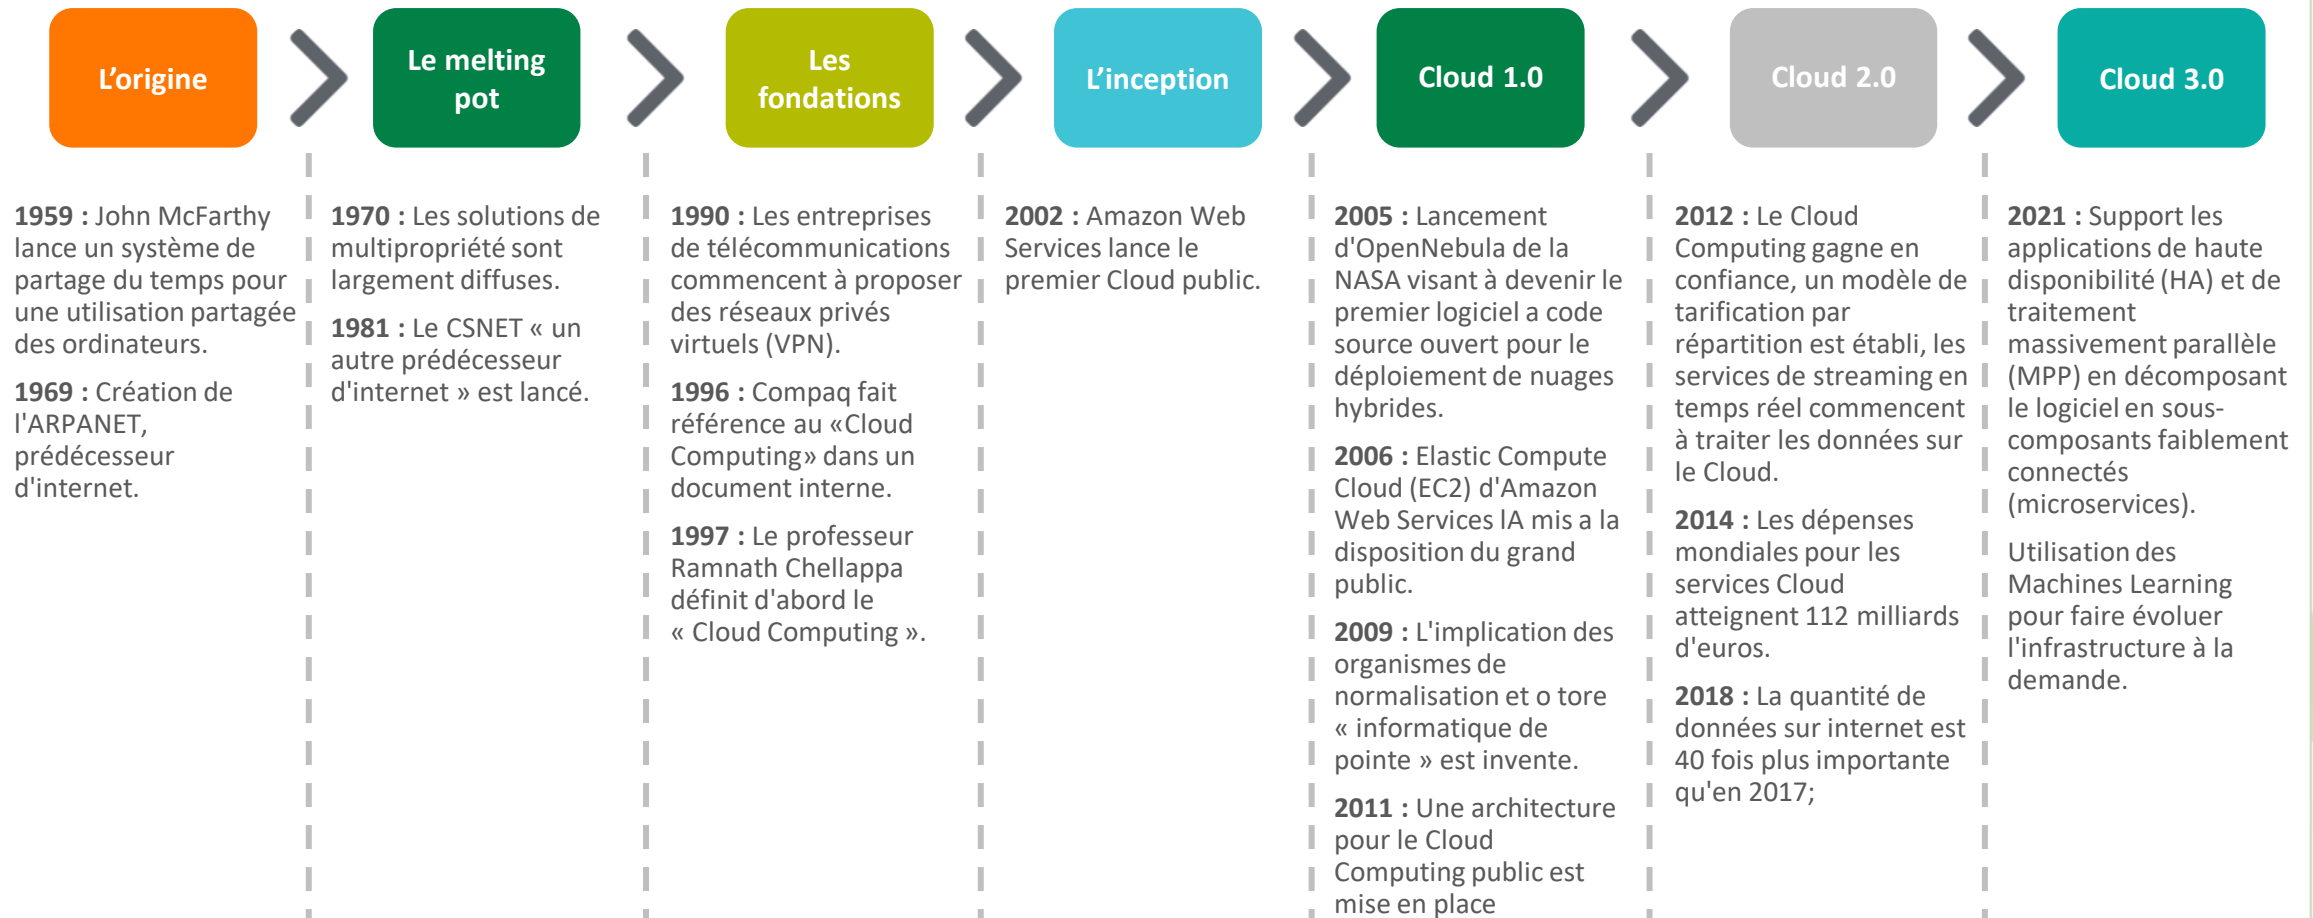 L'origine
Le melting
pot
Les
fondations
L'inception
Cloud 1.0
Cloud 2.0
Cloud 3.0
1959 : John McFarthy
lance un système de
partage du temps pour
une utilisation partagée
des ordinateurs.
1969 : Création de
l'ARPANET,
prédécesseur
d'internet.
1970 : Les solutions de
multipropriété sont
largement diffuses.
1981 : Le CSNET « un
autre prédécesseur
d'internet » est lancé.
1990 : Les entreprises
de télécommunications
commencent à proposer
des réseaux privés
virtuels (VPN).
1996 : Compaq fait
référence au «Cloud
Computing» dans un
document interne.
1997 : Le professeur
Ramnath Chellappa
définit d'abord le
« Cloud Computing ».
2002 : Amazon Web
Services lance le
premier Cloud public.
2005 : Lancement
d'OpenNebula de la
NASA visant à devenir le
premier logiciel a code
source ouvert pour le
déploiement de nuages
hybrides.
2006 : Elastic Compute
Cloud (EC2) d'Amazon
Web Services lA mis a la
disposition du grand
public.
2009 : L'implication des
organismes de
normalisation et o tore
« informatique de
pointe » est invente.
2011 : Une architecture
pour le Cloud
Computing public est
mise en place
2012 : Le Cloud
Computing gagne en
confiance, un modèle de
tarification par
répartition est établi, les
services de streaming en
temps réel commencent
à traiter les données sur
le Cloud.
2014 : Les dépenses
mondiales pour les
services Cloud
atteignent 112 milliards
d'euros.
2018 : La quantité de
données sur internet est
40 fois plus importante
qu'en 2017;
2021 : Support les
applications de haute
disponibilité (HA) et de
traitement
massivement parallèle
(MPP) en décomposant
le logiciel en sous-
composants faiblement
connectés
(microservices).
Utilisation des
Machines Learning
pour faire évoluer
l'infrastructure à la
demande.